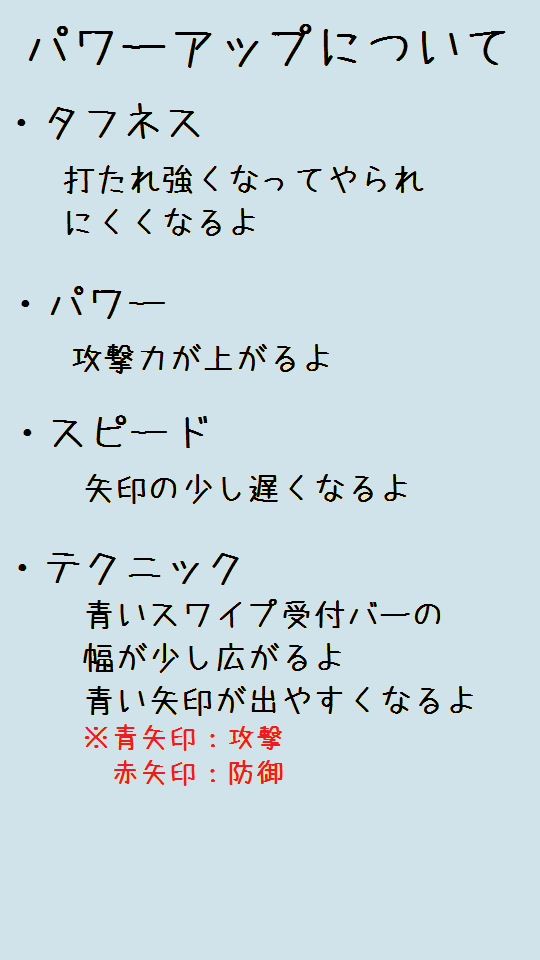 パワーアップについて
・タフネス
打たれ強くなってやられ
にくくなるよ
・パワー
攻撃力が上がるよ
・スピード
矢印の少し遅くなるよ
・テクニック
青いスワイプ受付バーの
幅が少し広がるよ
青い矢印が出やすくなるよ
※青矢印：攻撃
赤矢印：防御